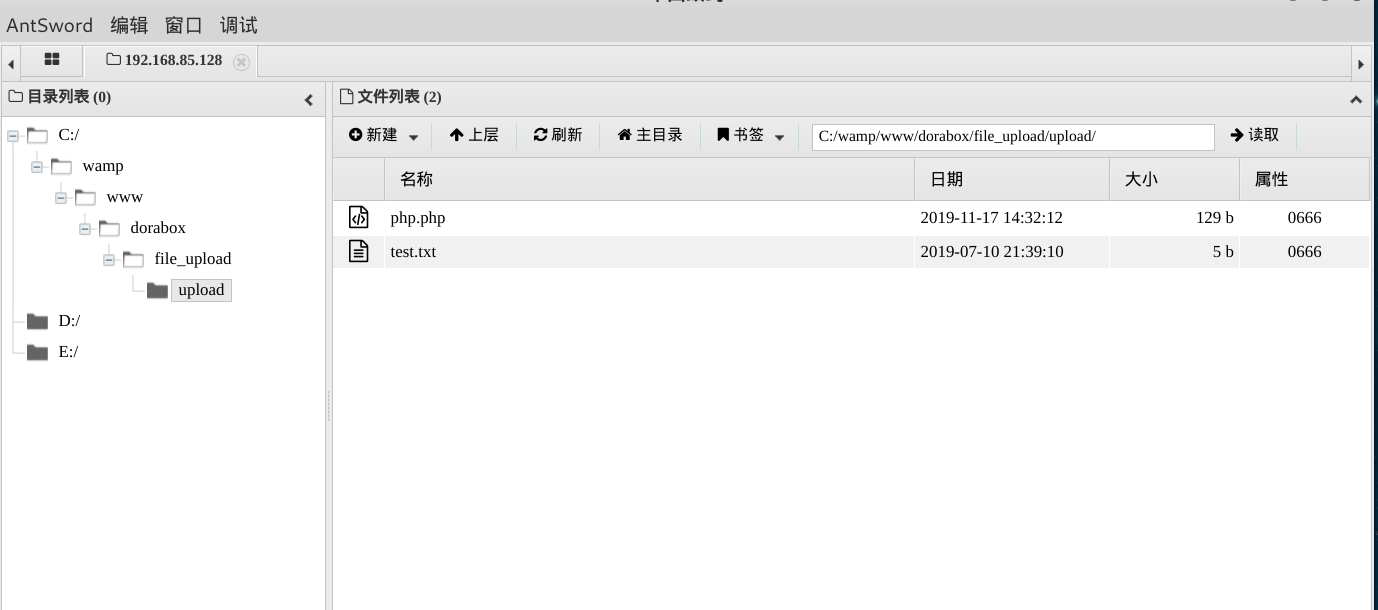 AntSword 编辑 窗口 调试
192.168.85.128
目录列表 (0)
文件列表 (2)
新建 上层 刷新 主目录 书签 C:/wamp/www/dorabox/file_upload/upload/ 读取
名称 日期 大小 属性
php.php 2019-11-17 14:32:12 129 b 0666
test.txt 2019-07-10 21:39:10 5 b 0666
C:/
wamp
www
dorabox
file_upload
upload
D:/
E:/